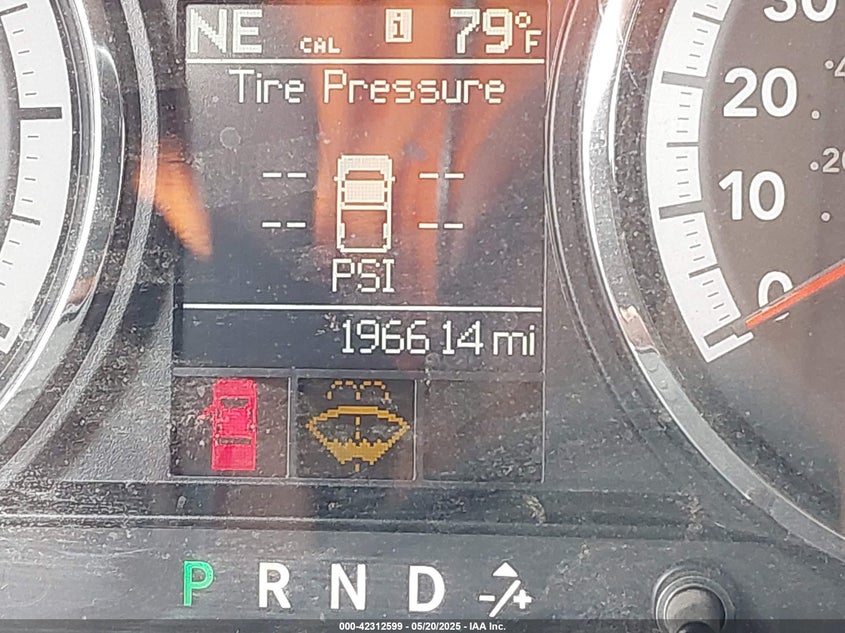 NE CAL i 79°F
Tire Pressure
-- --
-- --
PSI
196614 mi
30
20
10
0
P R N D -/+
000-42312599 - 05/20/2025 - IAA Inc.